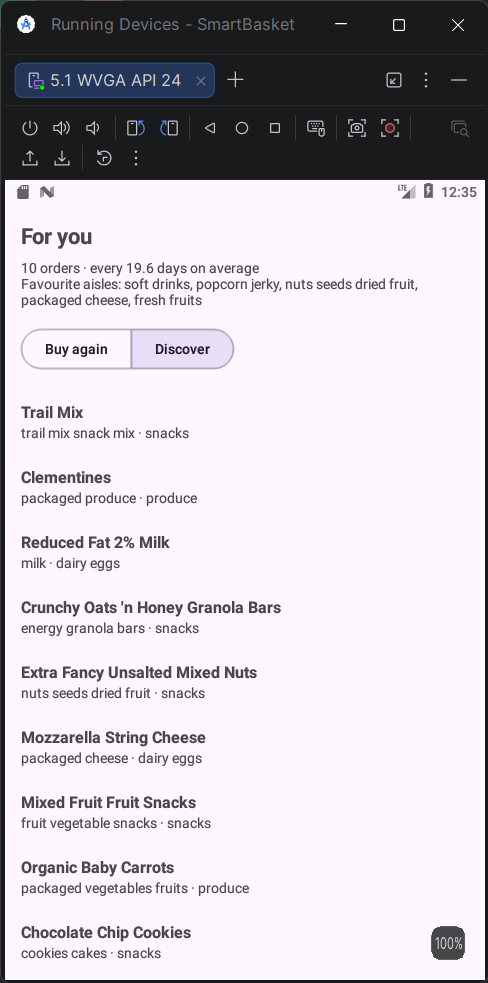 Running Devices - SmartBasket
5.1 WVGA API 24
LTE 12:35
For you
10 orders · every 19.6 days on average
Favourite aisles: soft drinks, popcorn jerky, nuts seeds dried fruit,
packaged cheese, fresh fruits
Buy again Discover
Trail Mix
trail mix snack mix · snacks
Clementines
packaged produce · produce
Reduced Fat 2% Milk
milk · dairy eggs
Crunchy Oats 'n Honey Granola Bars
energy granola bars · snacks
Extra Fancy Unsalted Mixed Nuts
nuts seeds dried fruit · snacks
Mozzarella String Cheese
packaged cheese · dairy eggs
Mixed Fruit Fruit Snacks
fruit vegetable snacks · snacks
Organic Baby Carrots
packaged vegetables fruits · produce
Chocolate Chip Cookies
cookies cakes · snacks
100%